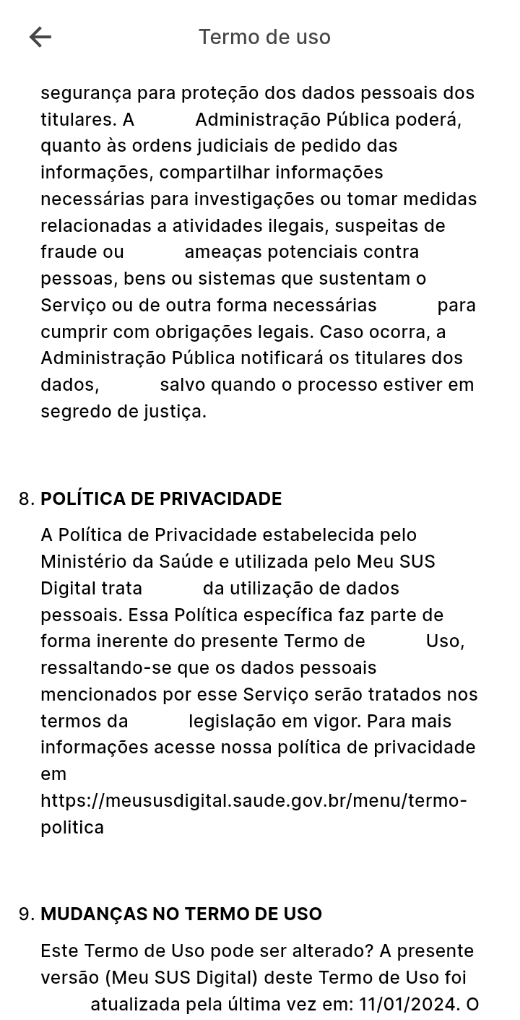 Termo de uso
segurança para proteção dos dados pessoais dos
titulares. A Administração Pública poderá,
quanto às ordens judiciais de pedido das
informações, compartilhar informações
necessárias para investigações ou tomar medidas
relacionadas a atividades ilegais, suspeitas de
fraude ou ameaças potenciais contra
pessoas, bens ou sistemas que sustentam o
Serviço ou de outra forma necessárias para
cumprir com obrigações legais. Caso ocorra, a
Administração Pública notificará os titulares dos
dados, salvo quando o processo estiver em
segredo de justiça.
8. POLÍTICA DE PRIVACIDADE
A Política de Privacidade estabelecida pelo
Ministério da Saúde e utilizada pelo Meu SUS
Digital trata da utilização de dados
pessoais. Essa Política específica faz parte de
forma inerente do presente Termo de Uso,
ressaltando-se que os dados pessoais
mencionados por esse Serviço serão tratados nos
termos da legislação em vigor. Para mais
informações acesse nossa política de privacidade
em
https://meususdigital.saude.gov.br/menu/termo-
politica
9. MUDANÇAS NO TERMO DE USO
Este Termo de Uso pode ser alterado? A presente
versão (Meu SUS Digital) deste Termo de Uso foi
atualizada pela última vez em: 11/01/2024. O